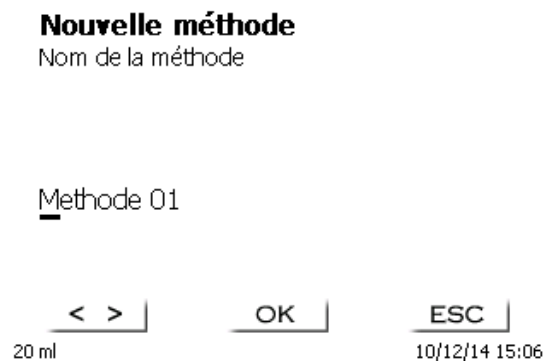 Nouvelle méthode
Nom de la méthode
Methode 01
< > OK ESC
20 ml 10/12/14 15:06